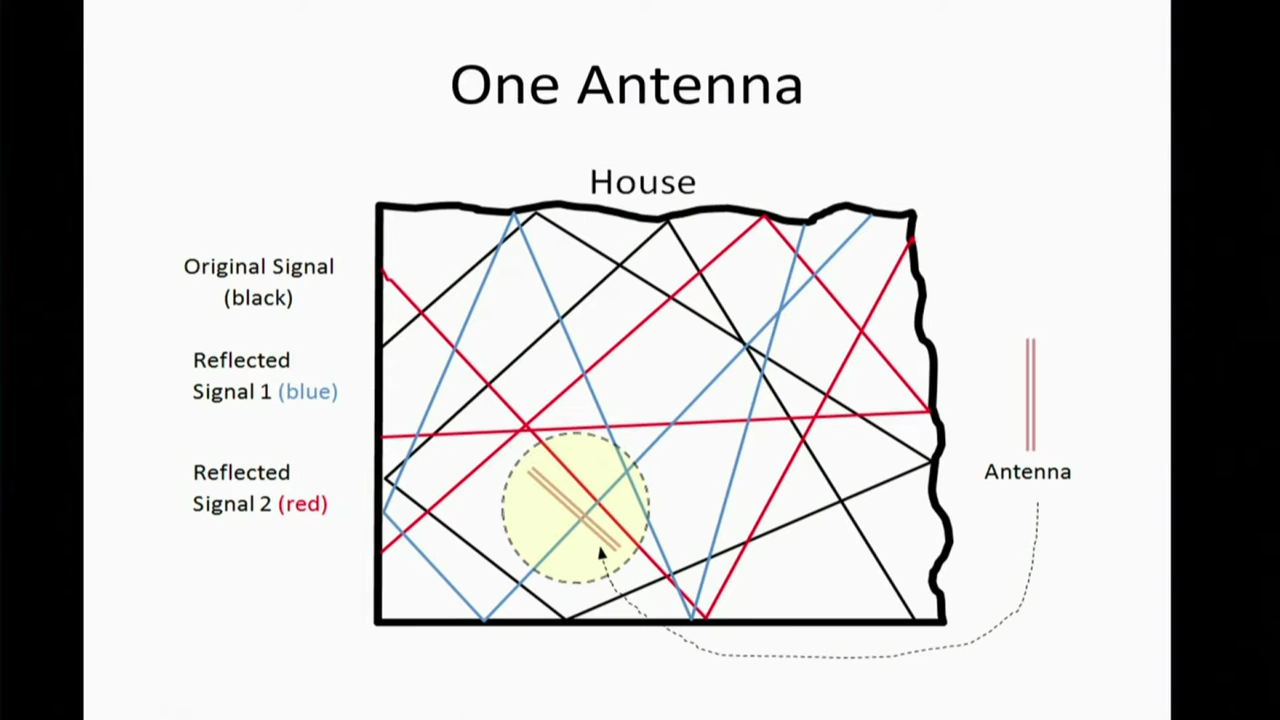 One Antenna
House
Original Signal
(black)
Reflected
Signal 1 (blue)
Reflected
Signal 2 (red)
Antenna